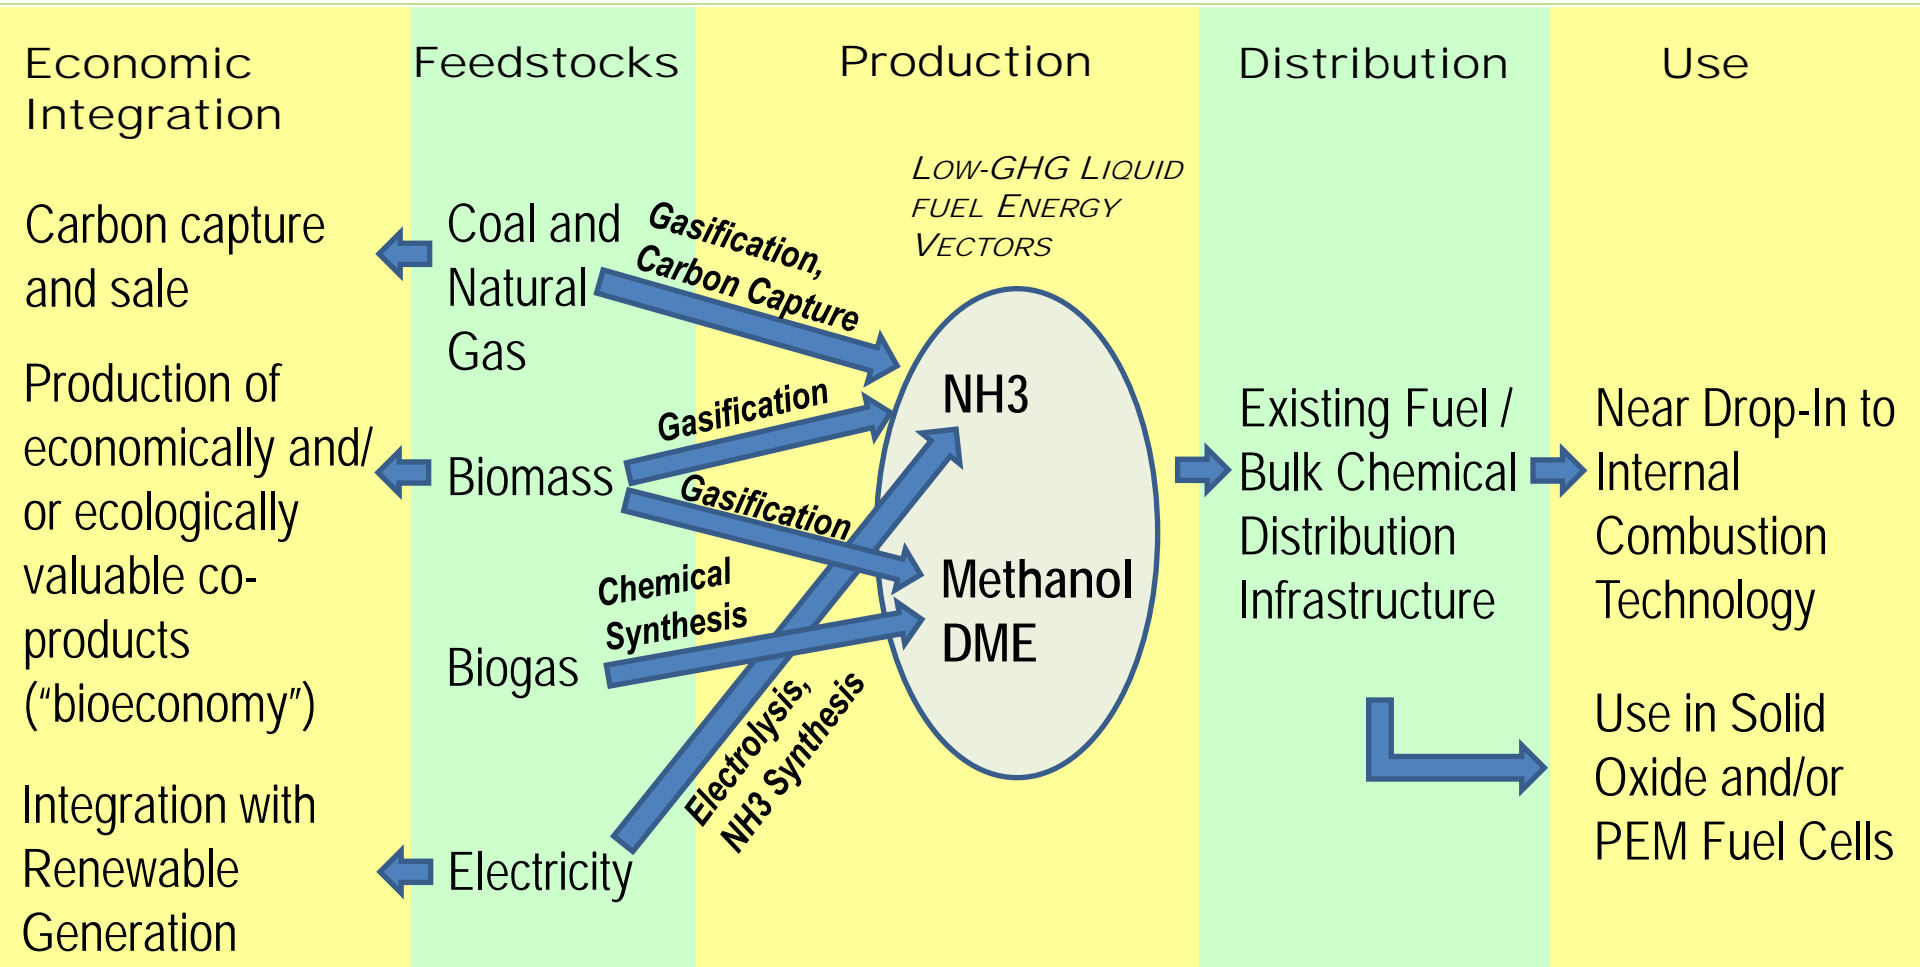 Economic
Integration
Feedstocks
Production
Distribution
Use
Low-GHG Liquid
fuel Energy
Vectors
Carbon capture
and sale
Coal and
Natural
Gas
Gasification,
Carbon Capture
Production of
economically and/
or ecologically
valuable co-
products
(“bioeconomy”)
Biomass
Gasification
Gasification
Biogas
Chemical
Synthesis
Integration with
Renewable
Generation
Electricity
Electrolysis,
NH3 Synthesis
NH3
Methanol
DME
Existing Fuel /
Bulk Chemical
Distribution
Infrastructure
Near Drop-In to
Internal
Combustion
Technology
Use in Solid
Oxide and/or
PEM Fuel Cells